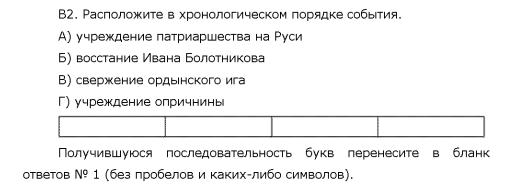 В2. Расположите в хронологическом порядке события.
А) учреждение патриаршества на Руси
Б) восстание Ивана Болотникова
В) свержение ордынского ига
Г) учреждение опричнины
Получившуюся последовательность букв перенесите в бланк
ответов № 1 (без пробелов и каких-либо символов).